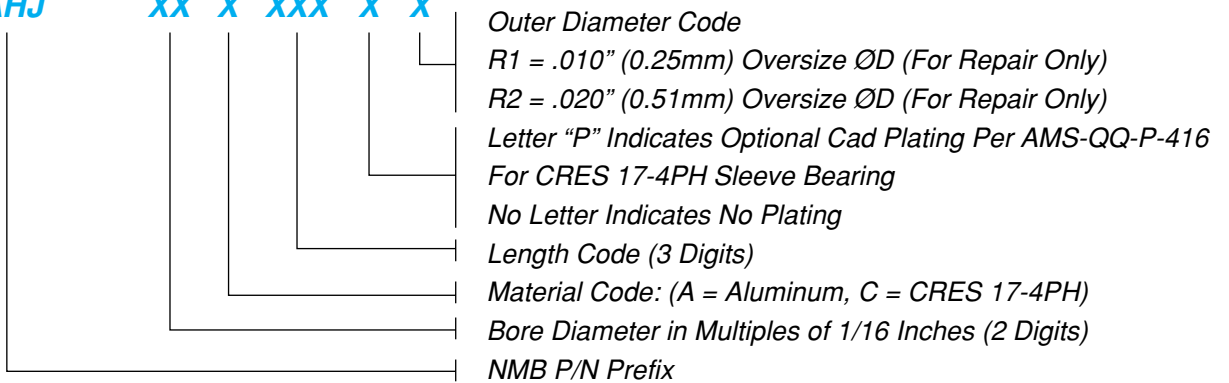 AHJ XX X XXX X X
Outer Diameter Code
R1 = .010” (0.25mm) Oversize ØD (For Repair Only)
R2 = .020” (0.51mm) Oversize ØD (For Repair Only)
Letter “P” Indicates Optional Cad Plating Per AMS-QQ-P-416
For CRES 17-4PH Sleeve Bearing
No Letter Indicates No Plating
Length Code (3 Digits)
Material Code: (A = Aluminum, C = CRES 17-4PH)
Bore Diameter in Multiples of 1/16 Inches (2 Digits)
NMB P/N Prefix